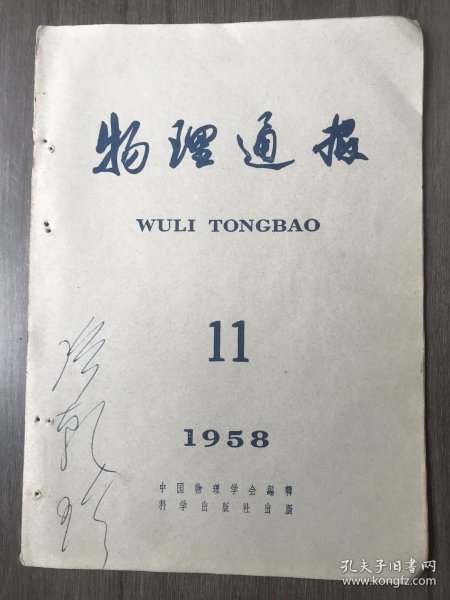 物理通报
WULI TONGBAO
11
1958
中国物理学会编辑
科学出版社出版
孔夫子旧书网
www.kongfz.com